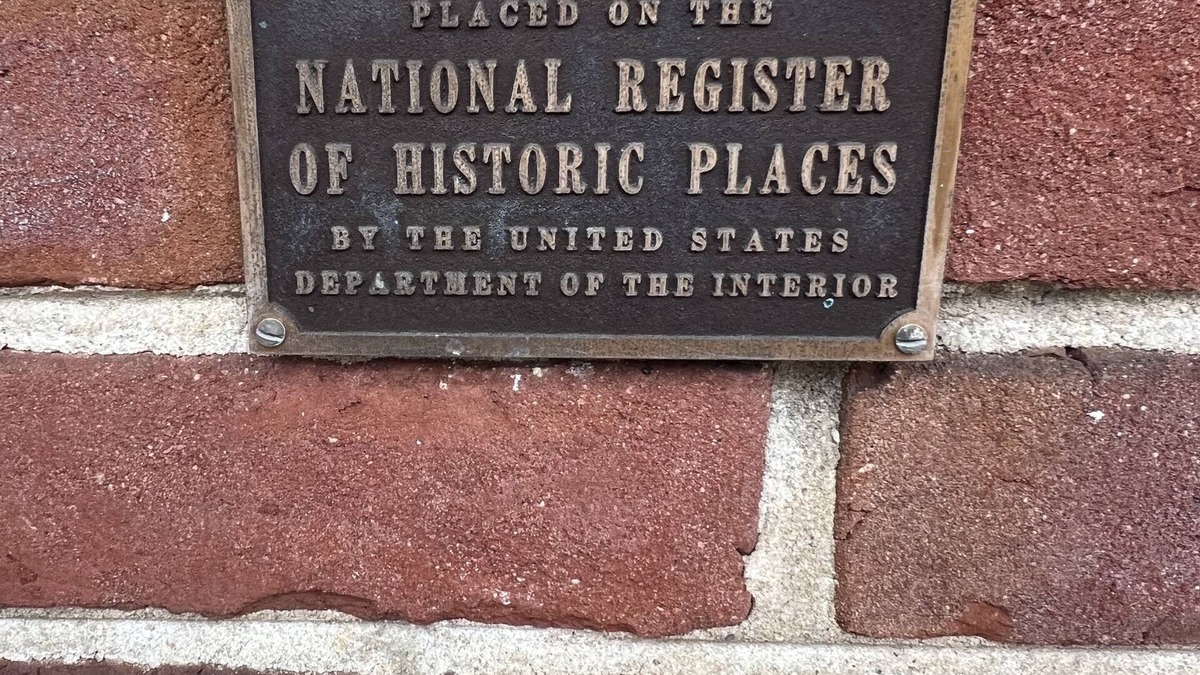 PLACED ON THE
NATIONAL REGISTER
OF HISTORIC PLACES
BY THE UNITED STATES
DEPARTMENT OF THE INTERIOR